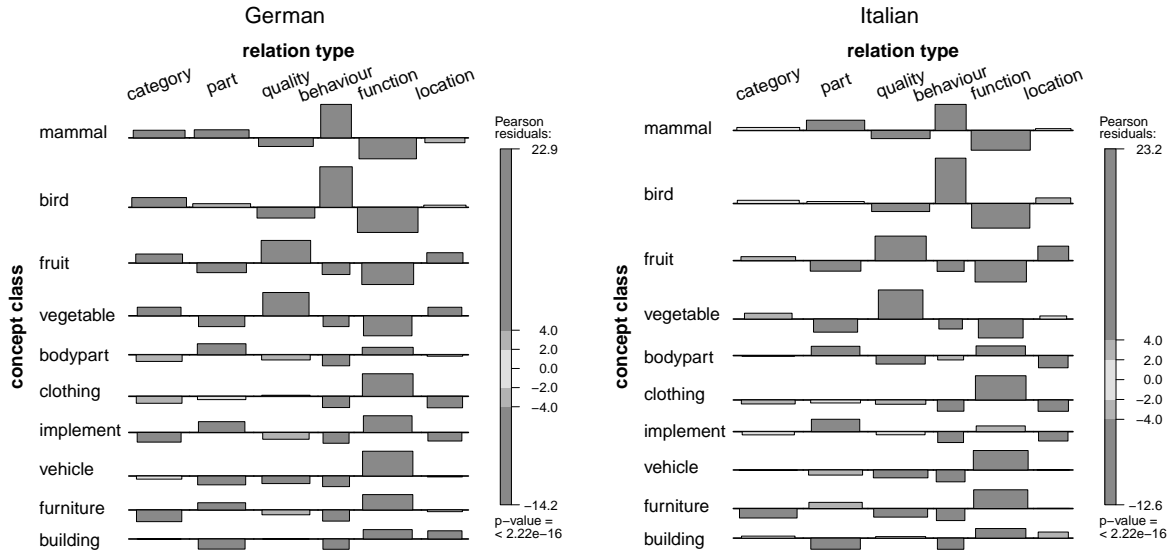 German
relation type
category part quality behaviour function location
concept class
mammal
bird
fruit
vegetable
bodypart
clothing
implement
vehicle
furniture
building
Pearson
residuals:
22.9
4.0
2.0
0.0
−2.0
−4.0
−14.2
p−value =
< 2.22e−16
Italian
relation type
category part quality behaviour function location
concept class
mammal
bird
fruit
vegetable
bodypart
clothing
implement
vehicle
furniture
building
Pearson
residuals:
23.2
4.0
2.0
0.0
−2.0
−4.0
−12.6
p−value =
< 2.22e−16